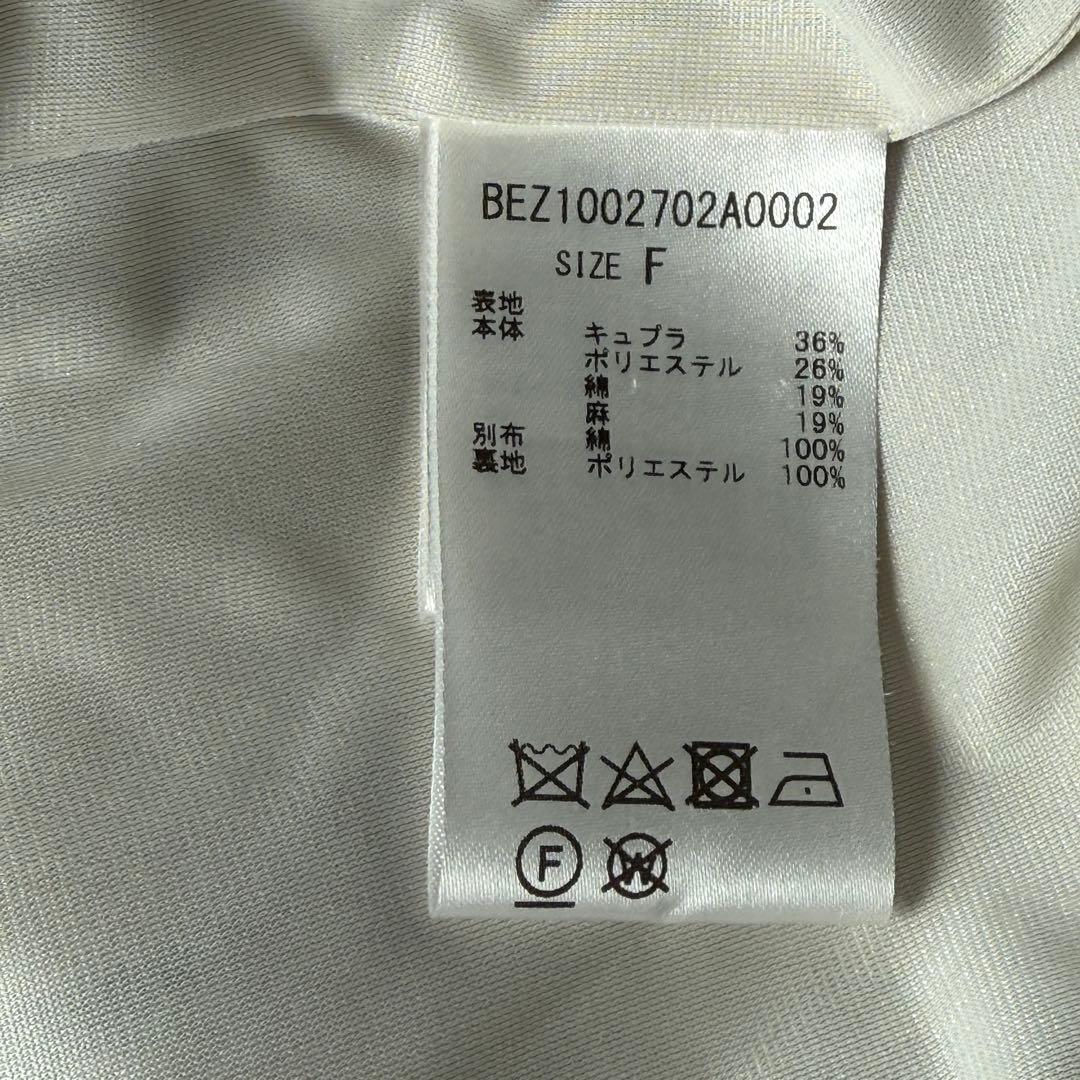 BEZ1002702A0002
SIZE F
表地
本体 キュプラ 36%
ポリエステル 26%
綿 19%
麻 19%
別布 綿 100%
裏地 ポリエステル 100%
F
W